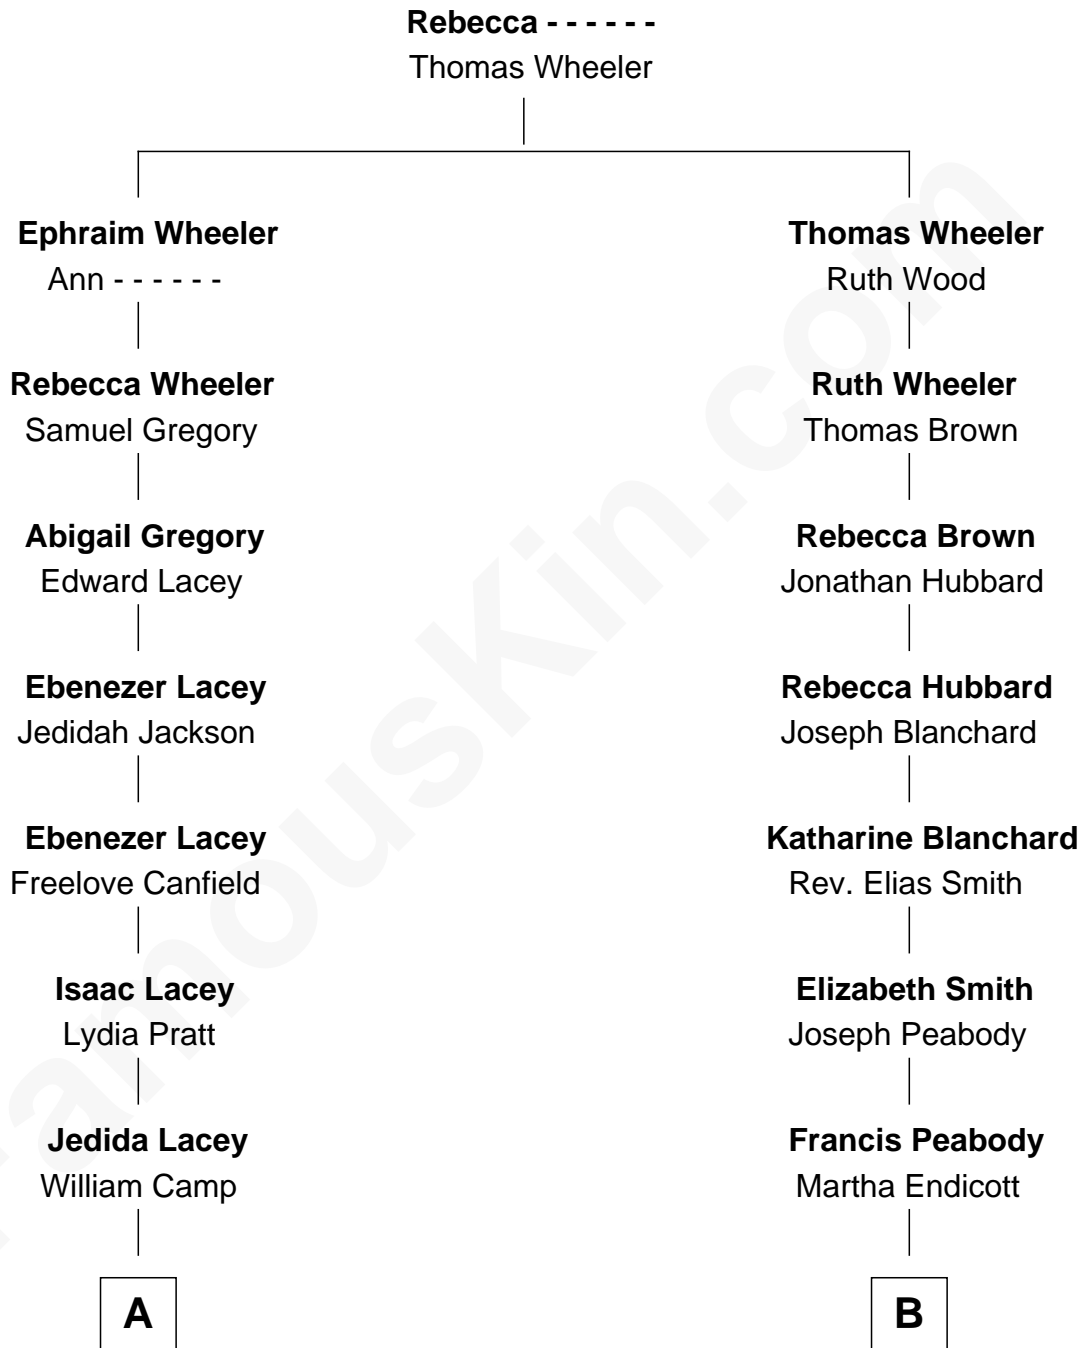 Rebecca - - - - - -
Thomas Wheeler
Ephraim Wheeler
Ann - - - - - -
Rebecca Wheeler
Samuel Gregory
Abigail Gregory
Edward Lacey
Ebenezer Lacey
Jedidah Jackson
Ebenezer Lacey
Freelove Canfield
Isaac Lacey
Lydia Pratt
Jedida Lacey
William Camp
A
Thomas Wheeler
Ruth Wood
Ruth Wheeler
Thomas Brown
Rebecca Brown
Jonathan Hubbard
Rebecca Hubbard
Joseph Blanchard
Katharine Blanchard
Rev. Elias Smith
Elizabeth Smith
Joseph Peabody
Francis Peabody
Martha Endicott
B
FamousKin.com